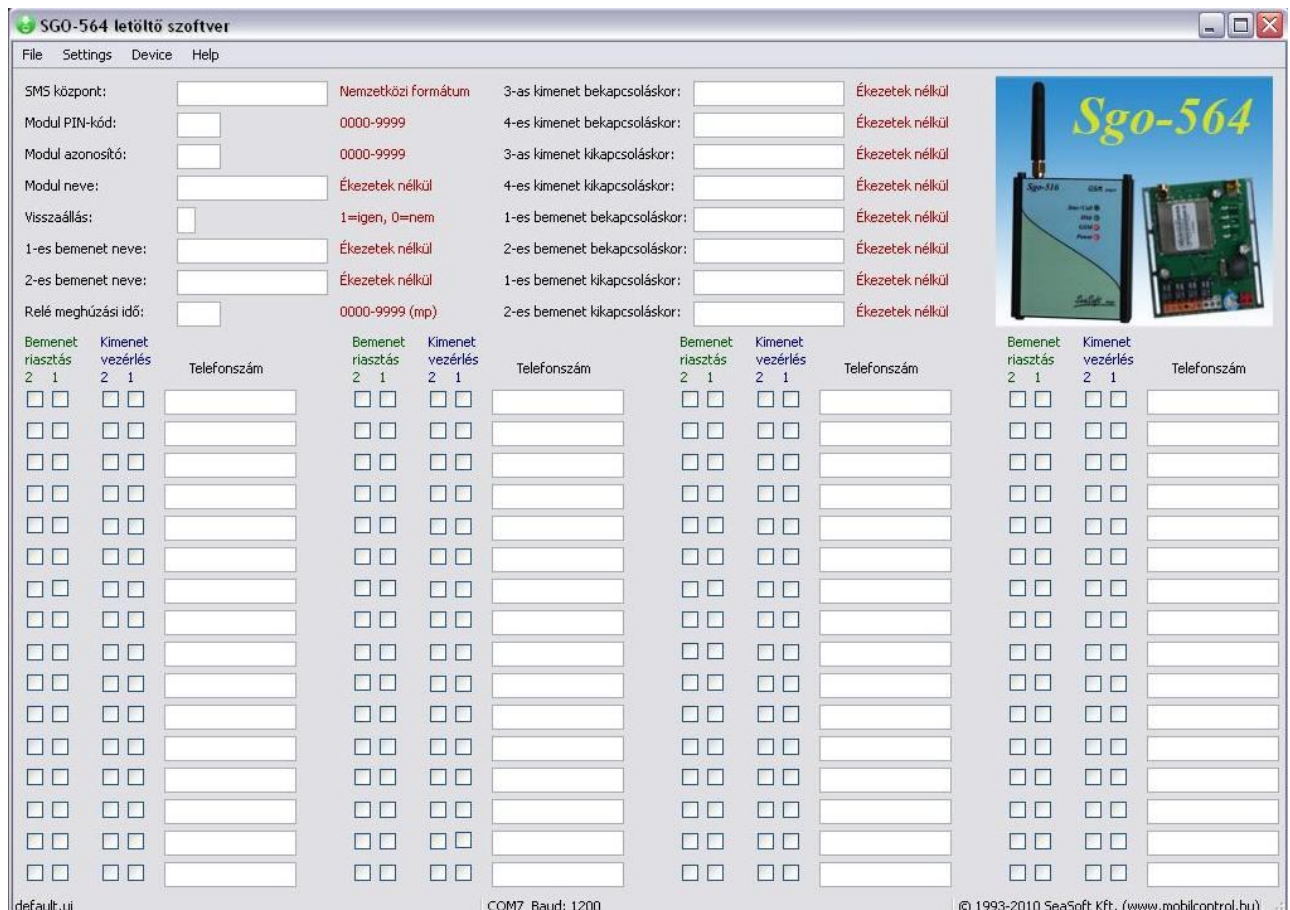 SGO-564 letöltő szoftver
File Settings Device Help
SMS központ: Nemzetközi formátum 3-as kimenet bekapcsoláskor: Ékezetek nélkül
Modul PIN-kód: 0000-9999 4-es kimenet bekapcsoláskor: Ékezetek nélkül
Modul azonosító: 0000-9999 3-as kimenet kikapcsoláskor: Ékezetek nélkül
Modul neve: Ékezetek nélkül 4-es kimenet kikapcsoláskor: Ékezetek nélkül
Visszaállás: 1=igen, 0=nem 1-es bemenet bekapcsoláskor: Ékezetek nélkül
1-es bemenet neve: Ékezetek nélkül 2-es bemenet bekapcsoláskor: Ékezetek nélkül
2-es bemenet neve: Ékezetek nélkül 1-es bemenet kikapcsoláskor: Ékezetek nélkül
Relé meghúzási idő: 0000-9999 (mp) 2-es bemenet kikapcsoláskor: Ékezetek nélkül
Sgo-564
Sgo-516 GSM
GSM
Power
SeaSoft
Bemenet Kimenet Bemenet Kimenet Bemenet Kimenet Bemenet Kimenet
riasztás vezérlés riasztás vezérlés riasztás vezérlés riasztás vezérlés
Telefonszám Telefonszám Telefonszám Telefonszám
2 1 2 1 2 1 2 1 2 1 2 1 2 1 2 1
default.ui COM7 Baud: 1200 © 1993-2010 SeaSoft Kft. (www.mobilcontrol.hu)